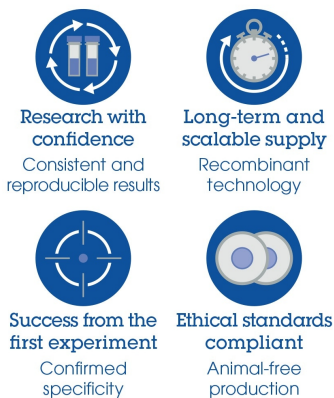 Research with
confidence
Consistent and
reproducible results
Long-term and
scalable supply
Recombinant
technology
Success from the
first experiment
Confirmed
specificity
Ethical standards
compliant
Animal-free
production